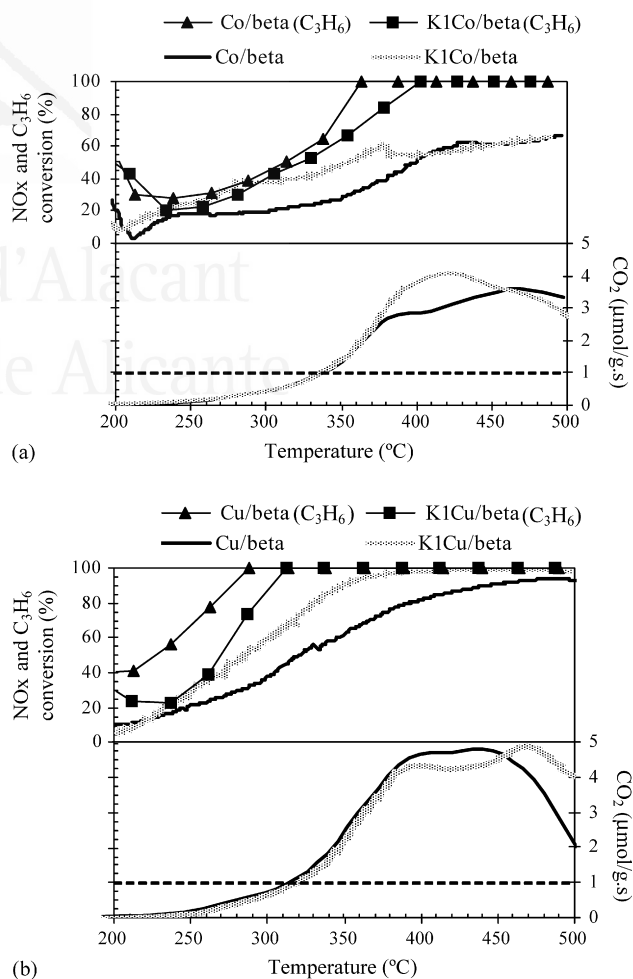 Co/beta (C₃H₆) K1Co/beta (C₃H₆)
Co/beta K1Co/beta
100
80
60
40
20
0
NOx and C₃H₆
conversion (%)
5
4
3
2
1
0
CO₂ (µmol/g.s)
200 250 300 350 400 450 500
Temperature (ºC)
(a)
d'Alacant
de Alicante
Cu/beta (C₃H₆) K1Cu/beta (C₃H₆)
Cu/beta K1Cu/beta
100
80
60
40
20
0
NOx and C₃H₆
conversion (%)
5
4
3
2
1
0
CO₂ (µmol/g.s)
200 250 300 350 400 450 500
Temperature (ºC)
(b)